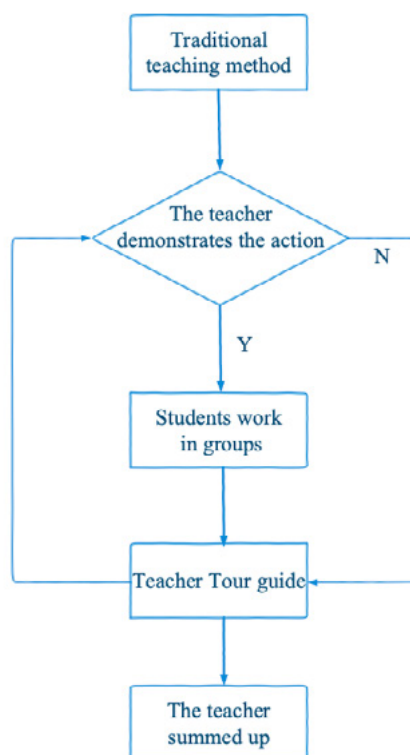 Traditional
teaching method
The teacher
demonstrates the action
N
Y
Students work
in groups
Teacher Tour guide
The teacher
summed up